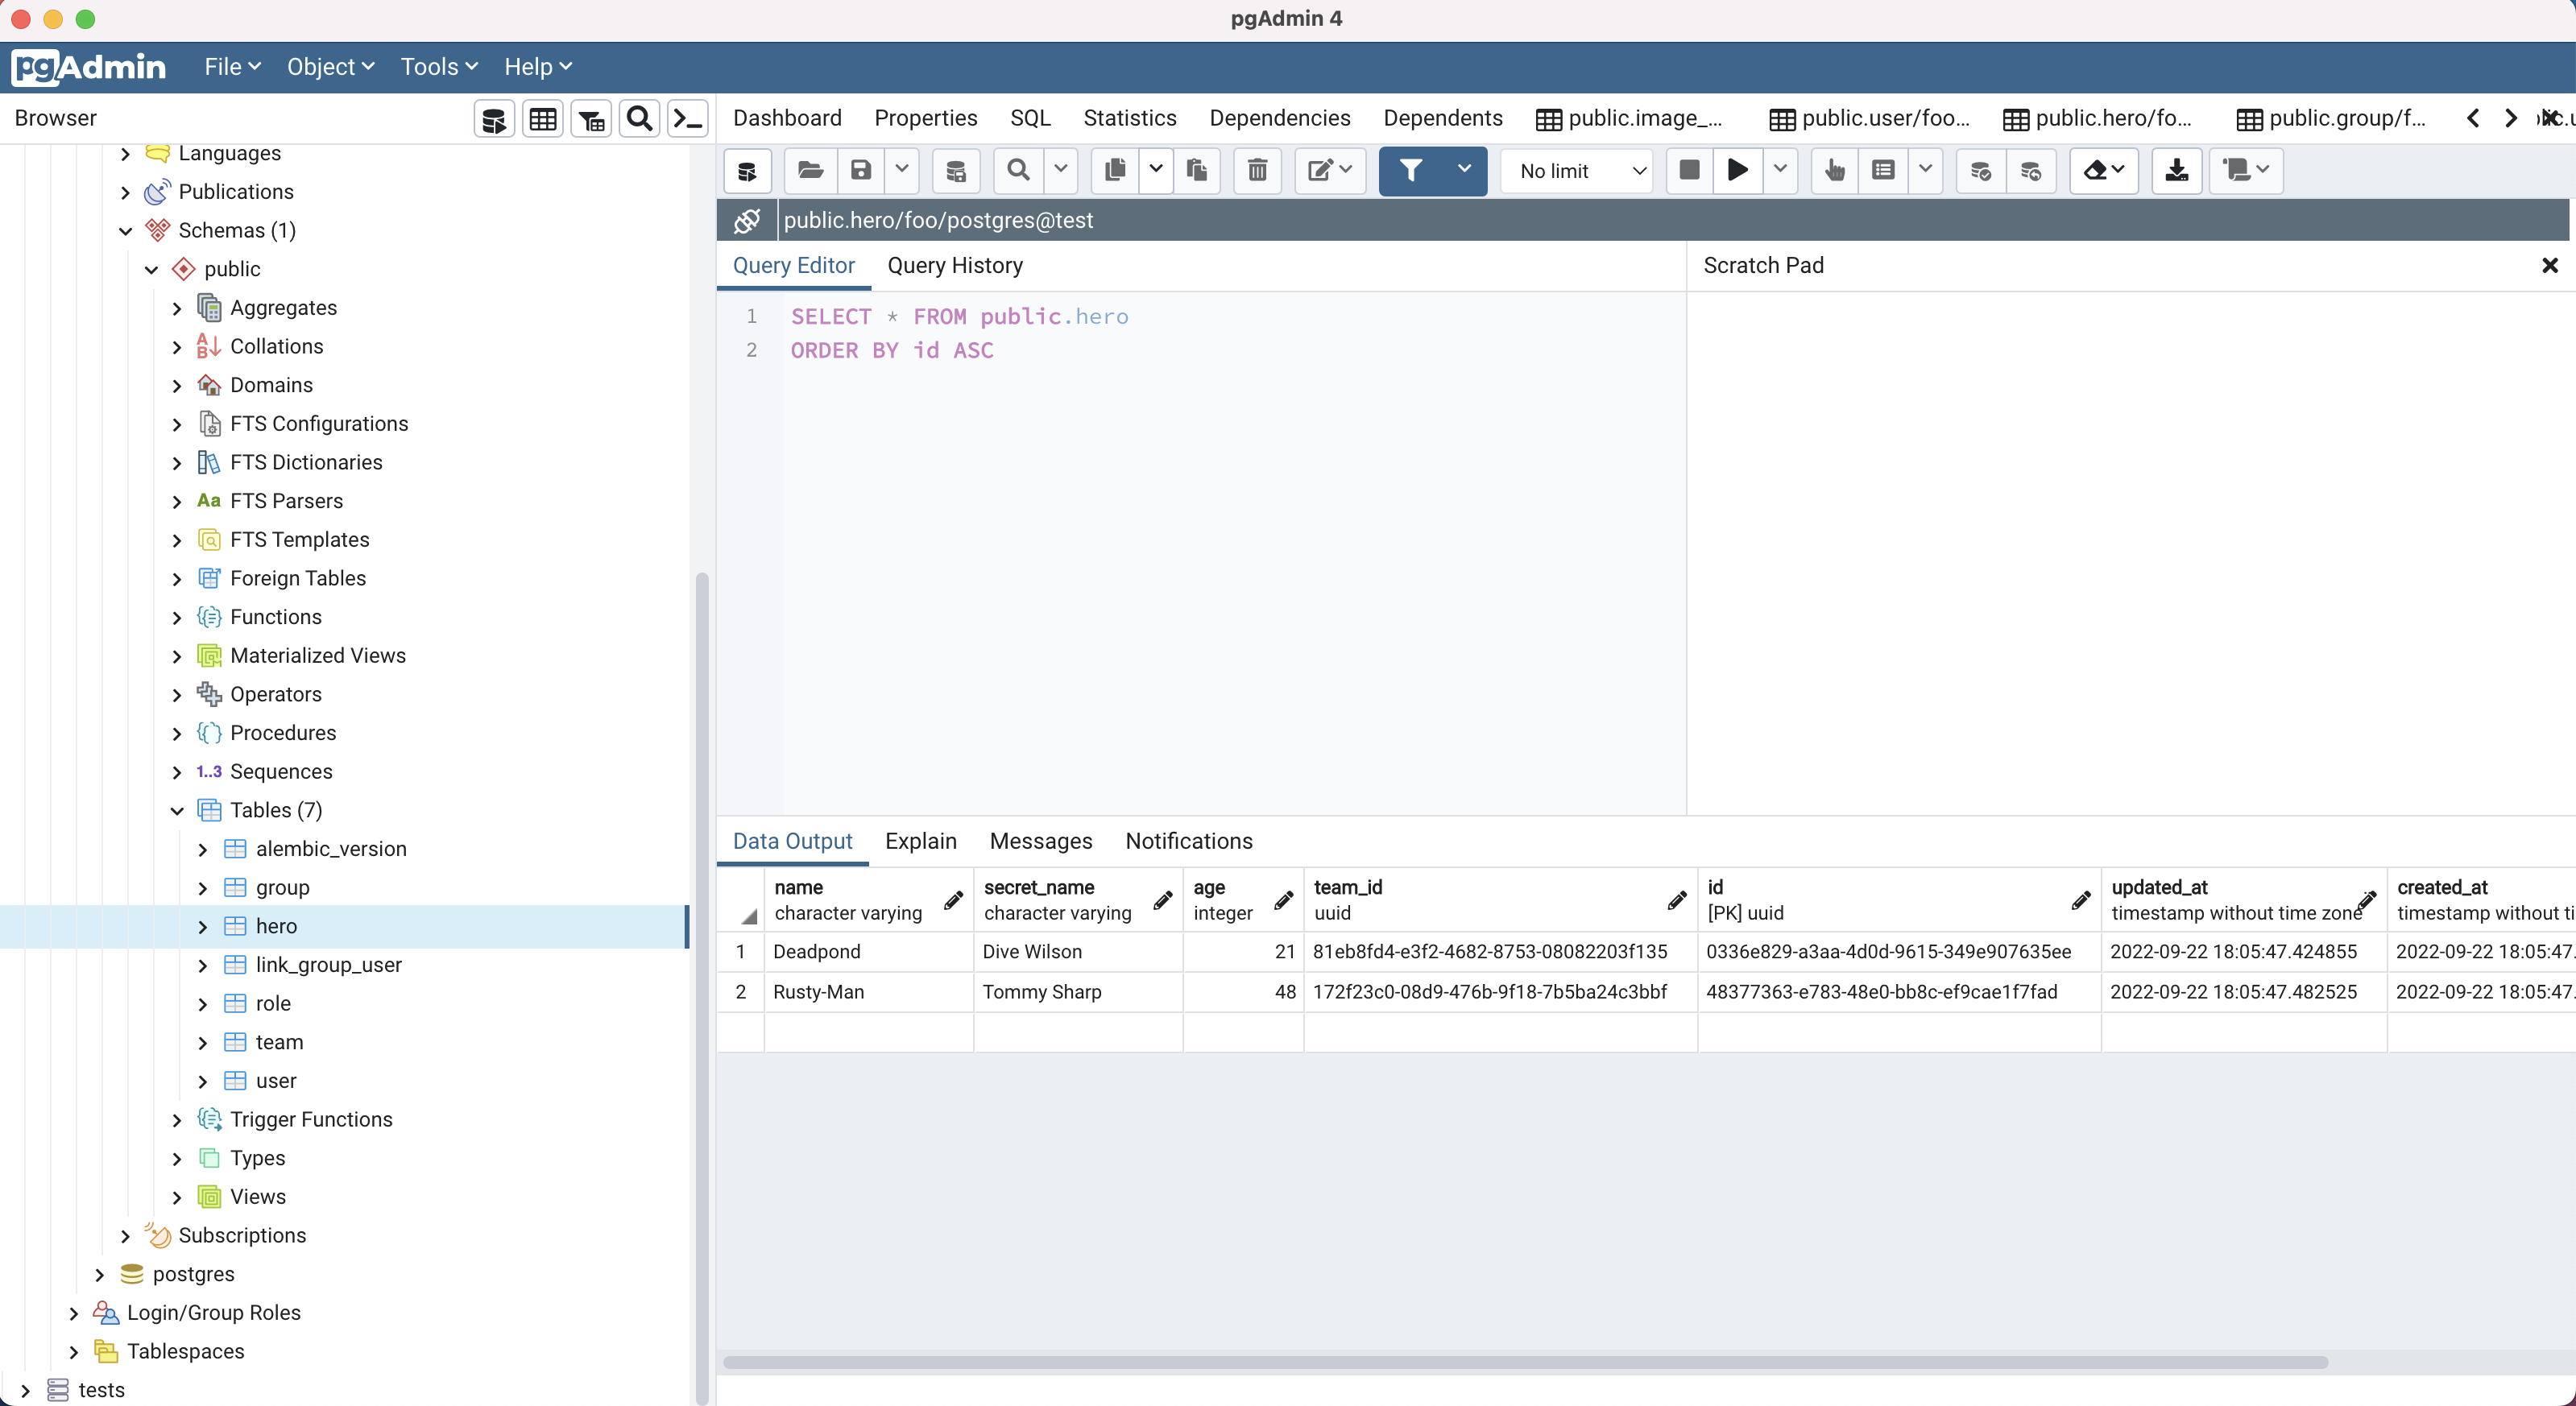 pgAdmin 4
pgAdmin File Object Tools Help
Browser
Dashboard Properties SQL Statistics Dependencies Dependents public.image_... public.user/foo... public.hero/fo... public.group/f...
No limit
public.hero/foo/postgres@test
Query Editor Query History
Scratch Pad
1 SELECT * FROM public.hero
2 ORDER BY id ASC
Languages
Publications
Schemas (1)
public
Aggregates
Collations
Domains
FTS Configurations
FTS Dictionaries
Aa FTS Parsers
FTS Templates
Foreign Tables
Functions
Materialized Views
Operators
Procedures
1..3 Sequences
Tables (7)
alembic_version
group
hero
link_group_user
role
team
user
Trigger Functions
Types
Views
Subscriptions
postgres
Login/Group Roles
Tablespaces
tests
Data Output Explain Messages Notifications
name secret_name age team_id id updated_at created_at
character varying character varying integer uuid [PK] uuid timestamp without time zone timestamp without ti
1 Deadpond Dive Wilson 21 81eb8fd4-e3f2-4682-8753-08082203f135 0336e829-a3aa-4d0d-9615-349e907635ee 2022-09-22 18:05:47.424855 2022-09-22 18:05:47.
2 Rusty-Man Tommy Sharp 48 172f23c0-08d9-476b-9f18-7b5ba24c3bbf 48377363-e783-48e0-bb8c-ef9cae1f7fad 2022-09-22 18:05:47.482525 2022-09-22 18:05:47.